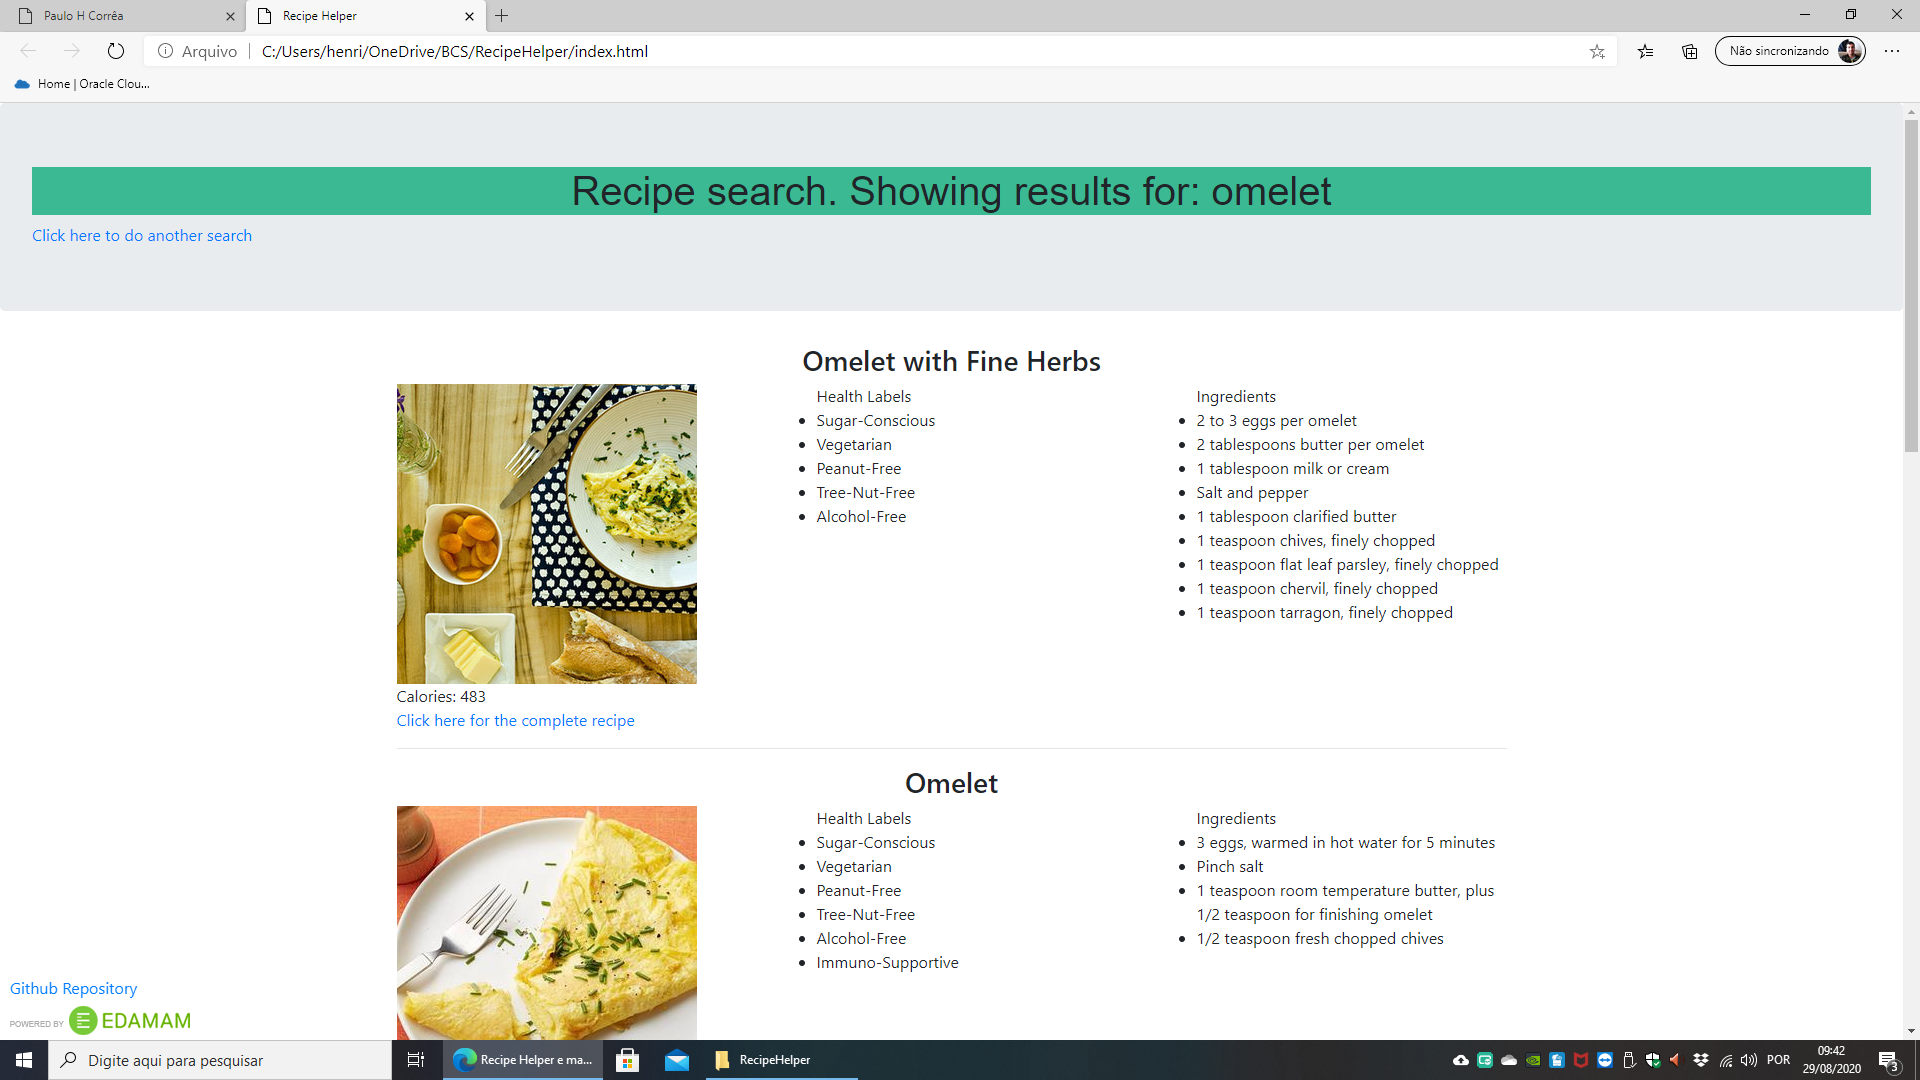 Paulo H Corrêa
Recipe Helper
Arquivo
C:/Users/henri/OneDrive/BCS/RecipeHelper/index.html
Não sincronizando
Home | Oracle Clou...
Recipe search. Showing results for: omelet
Click here to do another search
Omelet with Fine Herbs
Health Labels
Sugar-Conscious
Vegetarian
Peanut-Free
Tree-Nut-Free
Alcohol-Free
Ingredients
2 to 3 eggs per omelet
2 tablespoons butter per omelet
1 tablespoon milk or cream
Salt and pepper
1 tablespoon clarified butter
1 teaspoon chives, finely chopped
1 teaspoon flat leaf parsley, finely chopped
1 teaspoon chervil, finely chopped
1 teaspoon tarragon, finely chopped
Calories: 483
Click here for the complete recipe
Omelet
Health Labels
Sugar-Conscious
Vegetarian
Peanut-Free
Tree-Nut-Free
Alcohol-Free
Immuno-Supportive
Ingredients
3 eggs, warmed in hot water for 5 minutes
Pinch salt
1 teaspoon room temperature butter, plus
1/2 teaspoon for finishing omelet
1/2 teaspoon fresh chopped chives
Github Repository
POWERED BY EDAMAM
Digite aqui para pesquisar
Recipe Helper e ma...
RecipeHelper
POR
09:42
29/08/2020
3